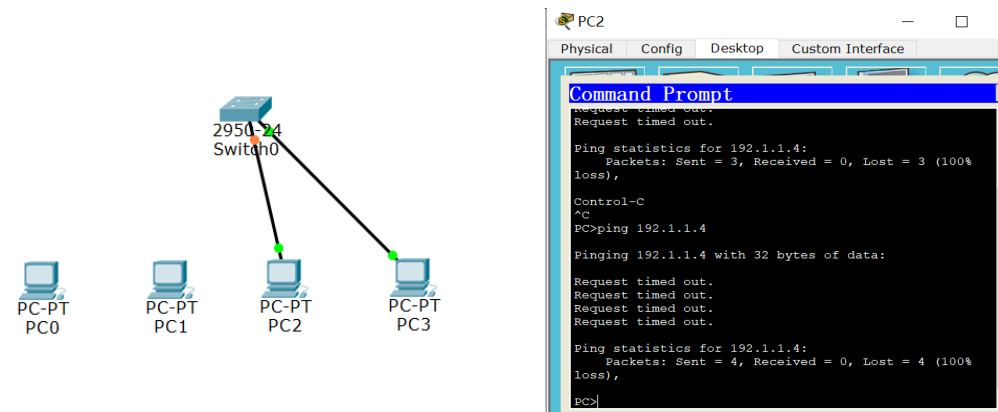 2950-24
Switch0
PC-PT
PC0
PC-PT
PC1
PC-PT
PC2
PC-PT
PC3
PC2
Physical Config Desktop Custom Interface
Command Prompt
Request timed out.
Request timed out.
Ping statistics for 192.1.1.4:
Packets: Sent = 3, Received = 0, Lost = 3 (100%
loss),
Control-C
^C
PC>ping 192.1.1.4
Pinging 192.1.1.4 with 32 bytes of data:
Request timed out.
Request timed out.
Request timed out.
Request timed out.
Ping statistics for 192.1.1.4:
Packets: Sent = 4, Received = 0, Lost = 4 (100%
loss),
PC>